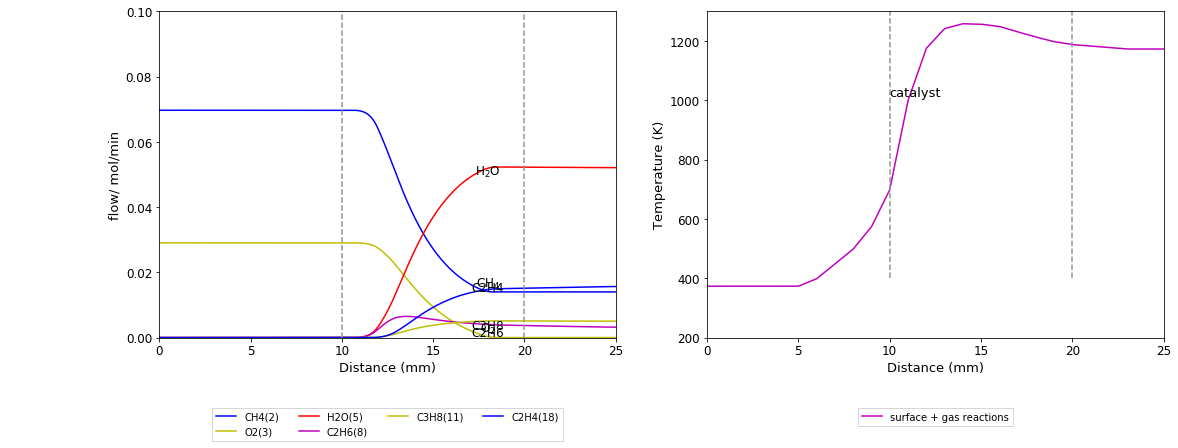 0.10
0.08
0.06
0.04
0.02
0.00
flow/ mol/min
H2O
C2H4
C2H6
0 5 10 15 20 25
Distance (mm)
CH4(2) H2O(5) C3H8(11) C2H4(18)
O2(3) C2H6(8)
1200
1000
800
600
400
200
Temperature (K)
catalyst
0 5 10 15 20 25
Distance (mm)
surface + gas reactions